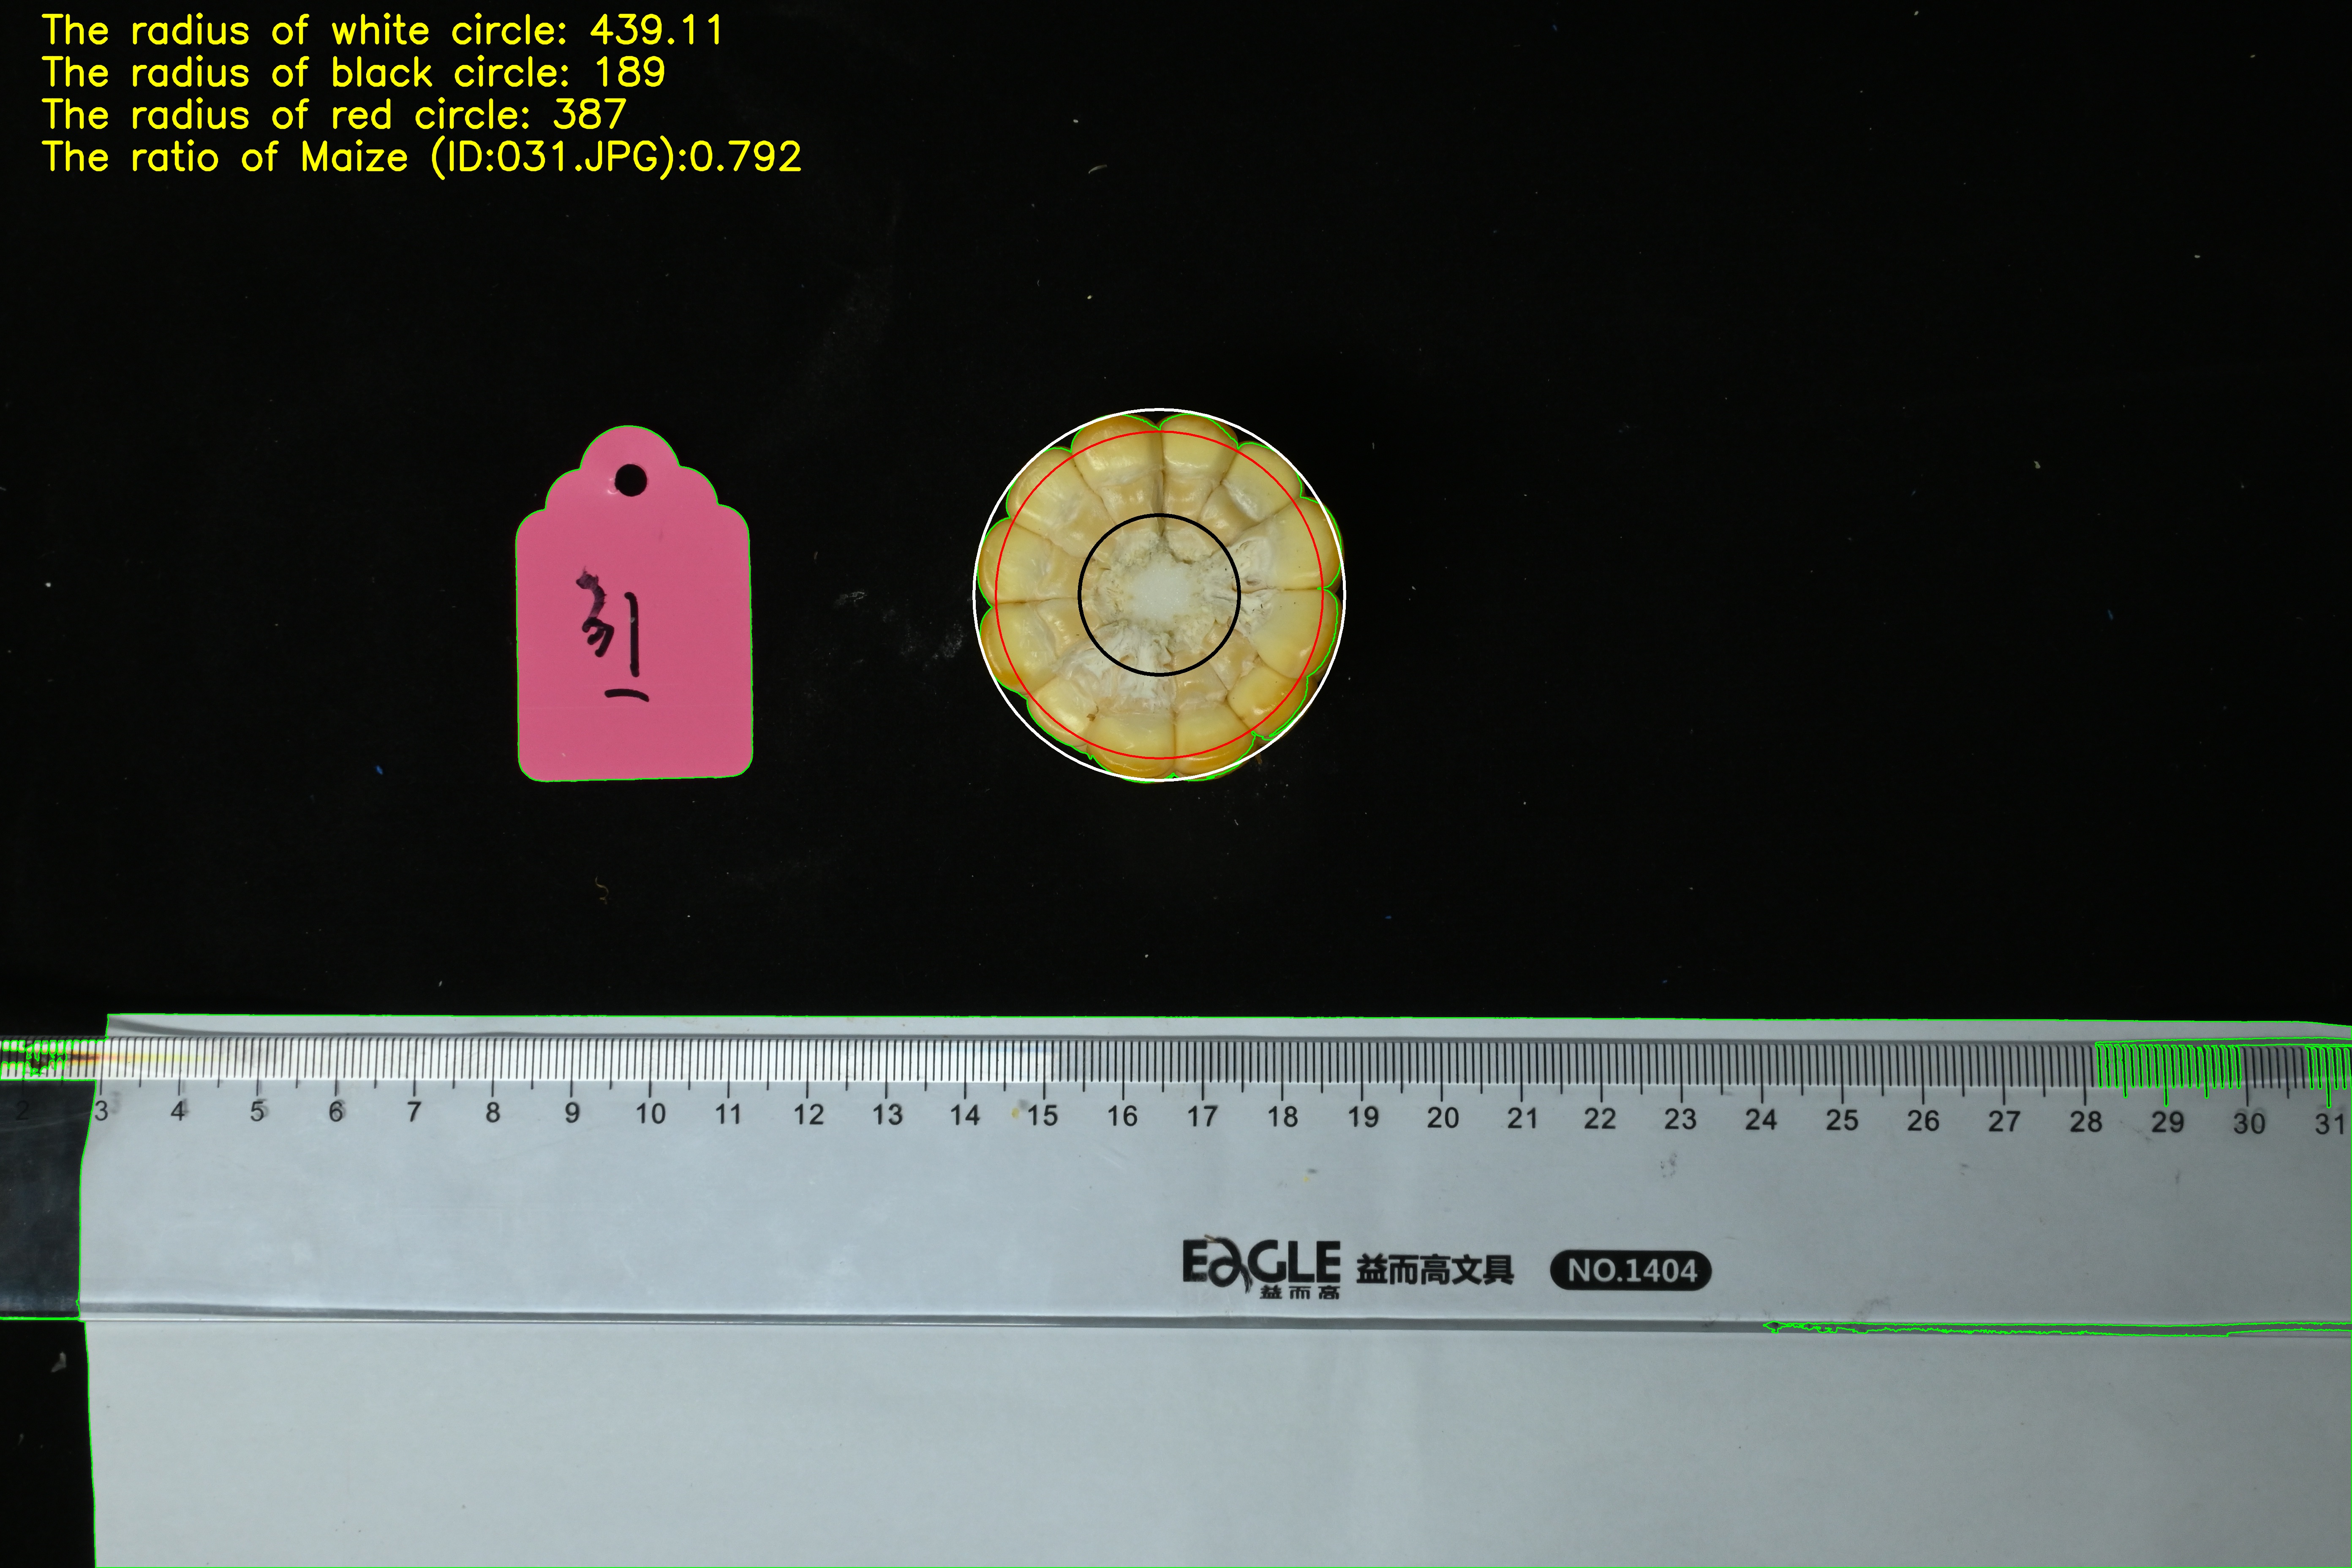 The radius of white circle: 439.11
The radius of black circle: 189
The radius of red circle: 387
The ratio of Maize (ID:031.JPG):0.792
2 3 4 5 6 7 8 9 10 11 12 13 14 15 16 17 18 19 20 21 22 23 24 25 26 27 28 29 30 31
EAGLE 益而高文具 NO.1404
益而高